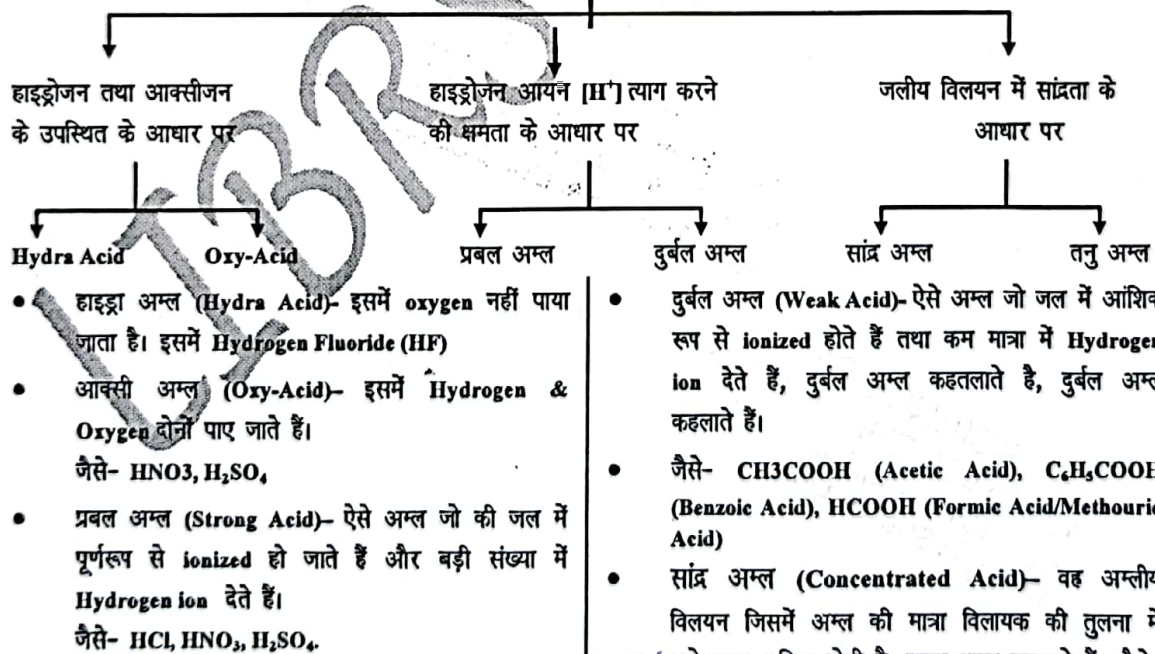 हाइड्रोजन तथा आक्सीजन
के उपस्थित के आधार पर
हाइड्रोजन आयन [H⁺] त्याग करने
की क्षमता के आधार पर
जलीय विलयन में सांद्रता के
आधार पर
Hydra Acid
Oxy-Acid
प्रबल अम्ल
दुर्बल अम्ल
सांद्र अम्ल
तनु अम्ल
• हाइड्रा अम्ल (Hydra Acid)- इसमें oxygen नहीं पाया
जाता है। इसमें Hydrogen Fluoride (HF)
• आक्सी अम्ल (Oxy-Acid)– इसमें Hydrogen &
Oxygen दोनों पाए जाते हैं।
जैसे– HNO3, H₂SO₄
• प्रबल अम्ल (Strong Acid)– ऐसे अम्ल जो की जल में
पूर्णरूप से ionized हो जाते हैं और बड़ी संख्या में
Hydrogen ion देते हैं।
जैसे– HCl, HNO₃, H₂SO₄.
• दुर्बल अम्ल (Weak Acid)- ऐसे अम्ल जो जल में आंशिक
रूप से ionized होते हैं तथा कम मात्रा में Hydrogen
ion देते हैं, दुर्बल अम्ल कहतलाते है, दुर्बल अम्ल
कहलाते हैं।
• जैसे– CH3COOH (Acetic Acid), C₆H₅COOH
(Benzoic Acid), HCOOH (Formic Acid/Methouric
Acid)
• सांद्र अम्ल (Concentrated Acid)– वह अम्लीय
विलयन जिसमें अम्ल की मात्रा विलायक की तुलना में